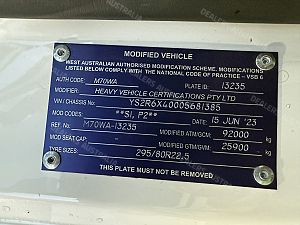 MODIFIED VEHICLE
WEST AUSTRALIAN AUTHORISED MODIFICATION SCHEME. MODIFICATIONS
LISTED BELOW COMPLY WITH THE NATIONAL CODE OF PRACTICE - VSB 6
AUTH CODE: M70WA PLATE ID: 13235
MODIFIER: HEAVY VEHICLE CERTIFICATIONS PTY LTD
VIN / CHASSIS No: YS2R6X40005681385
MOD CODES: **S1, P2** DATE: 15 JUN '23
REF No: M70WA-13235 MODIFIED GTM/GCM: 92000 kg
MOD SEAT CAP: - MODIFIED GTM/GVM: 25900 kg
TYRE SIZES: 295/80R22.5
THIS PLATE MUST NOT BE REMOVED